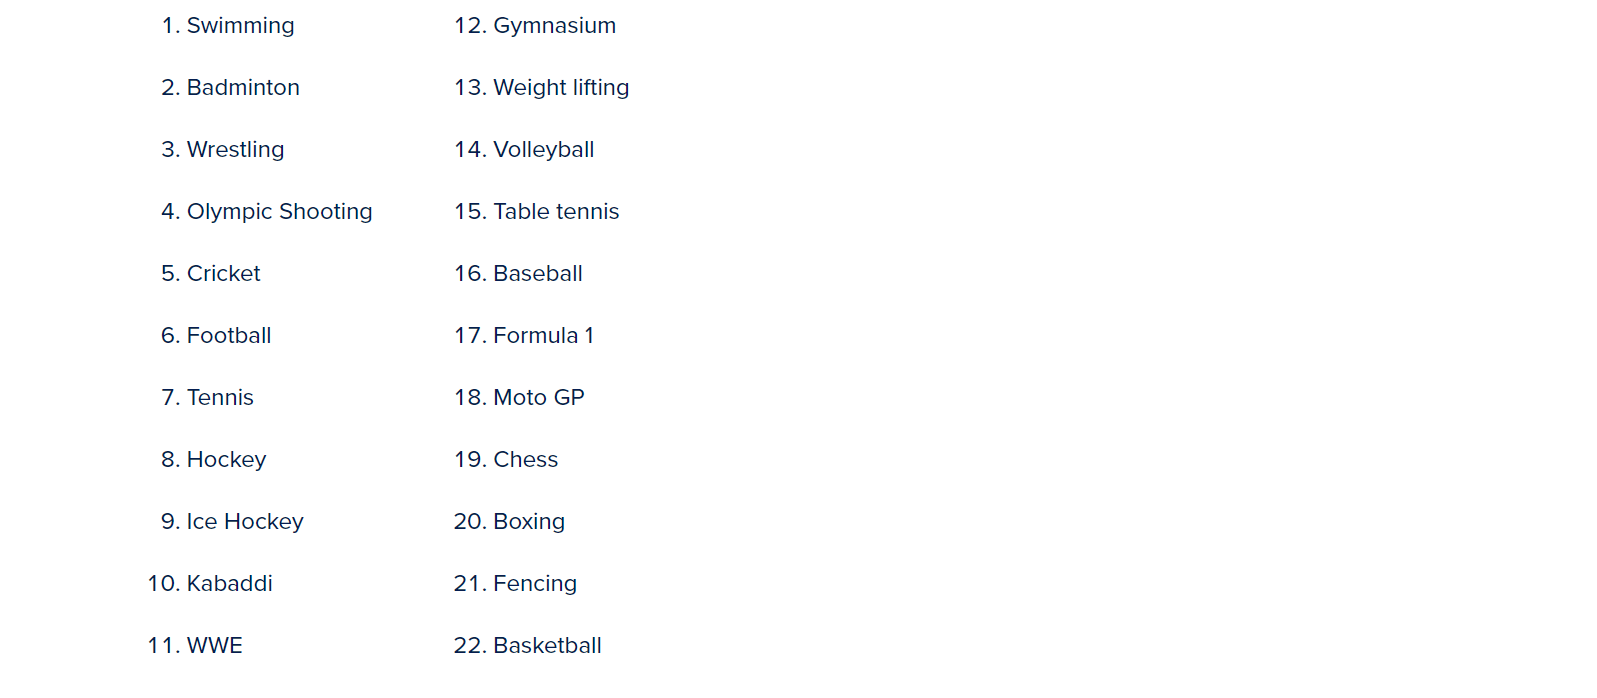 1. Swimming
2. Badminton
3. Wrestling
4. Olympic Shooting
5. Cricket
6. Football
7. Tennis
8. Hockey
9. Ice Hockey
10. Kabaddi
11. WWE
12. Gymnasium
13. Weight lifting
14. Volleyball
15. Table tennis
16. Baseball
17. Formula 1
18. Moto GP
19. Chess
20. Boxing
21. Fencing
22. Basketball